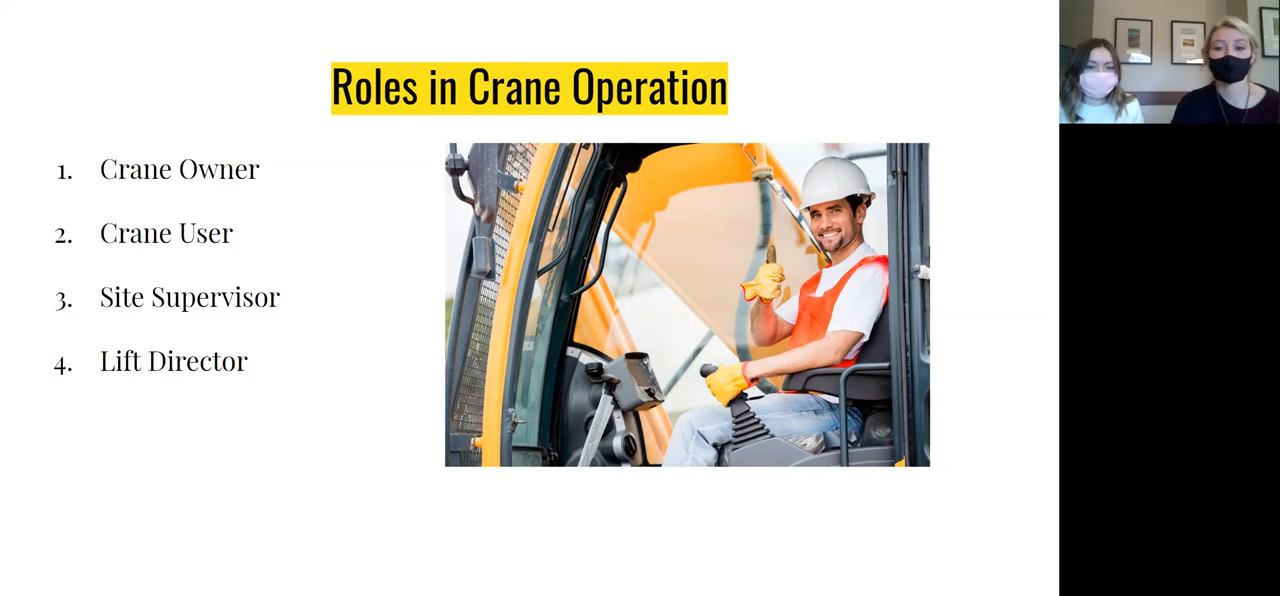 Roles in Crane Operation
1. Crane Owner
2. Crane User
3. Site Supervisor
4. Lift Director